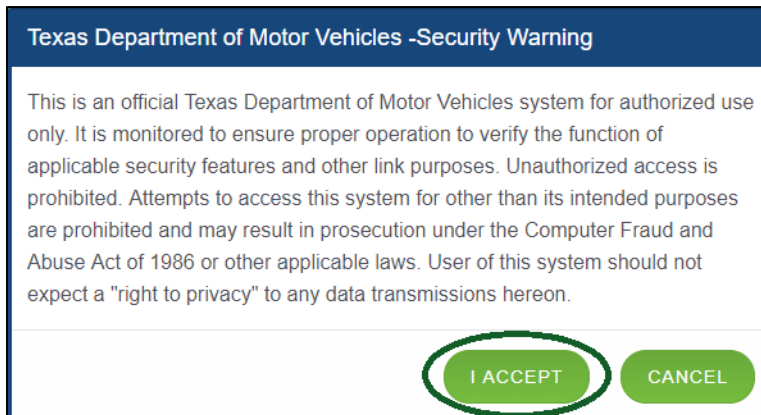 Texas Department of Motor Vehicles -Security Warning
This is an official Texas Department of Motor Vehicles system for authorized use
only. It is monitored to ensure proper operation to verify the function of
applicable security features and other link purposes. Unauthorized access is
prohibited. Attempts to access this system for other than its intended purposes
are prohibited and may result in prosecution under the Computer Fraud and
Abuse Act of 1986 or other applicable laws. User of this system should not
expect a "right to privacy" to any data transmissions hereon.
I ACCEPT CANCEL